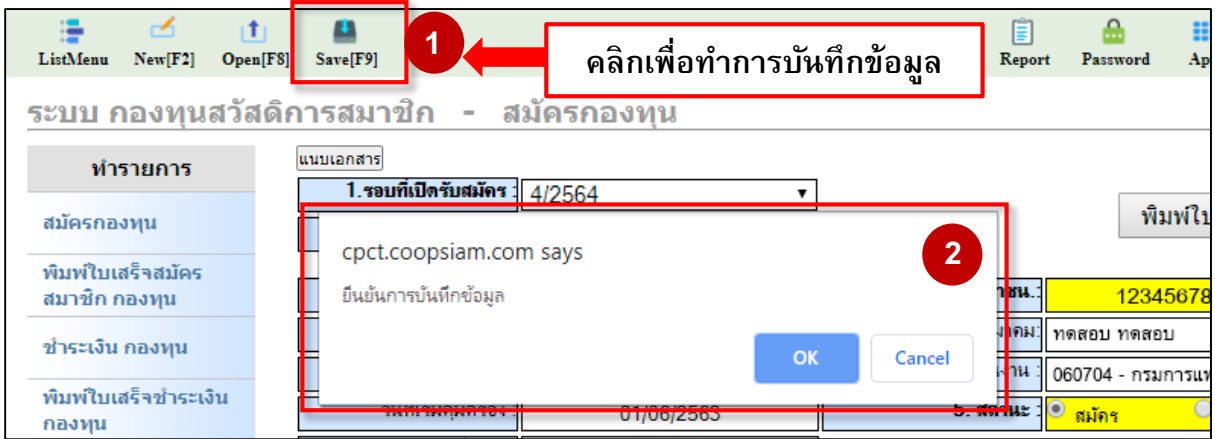 ListMenu New[F2] Open[F8] Save[F9] 1 คลิกเพื่อทำการบันทึกข้อมูล Report Password Ap
ระบบ กองทุนสวัสดิการสมาชิก - สมัครกองทุน
ทำรายการ
แนบเอกสาร
1.รอบที่เปิดรับสมัคร : 4/2564
สมัครกองทุน
พิมพ์ใบ
cpct.coopsiam.com says
2
ยืนยันการบันทึกข้อมูล
OK Cancel
พิมพ์ใบเสร็จสมัคร
สมาชิก กองทุน
ชำระเงิน กองทุน
พิมพ์ใบเสร็จชำระเงิน
กองทุน
าชน.: 12345678
มาคม: ทดสอบ ทดสอบ
งาน : 060704 - กรมการแพ
01/06/2563 5. สถานะ : สมัคร